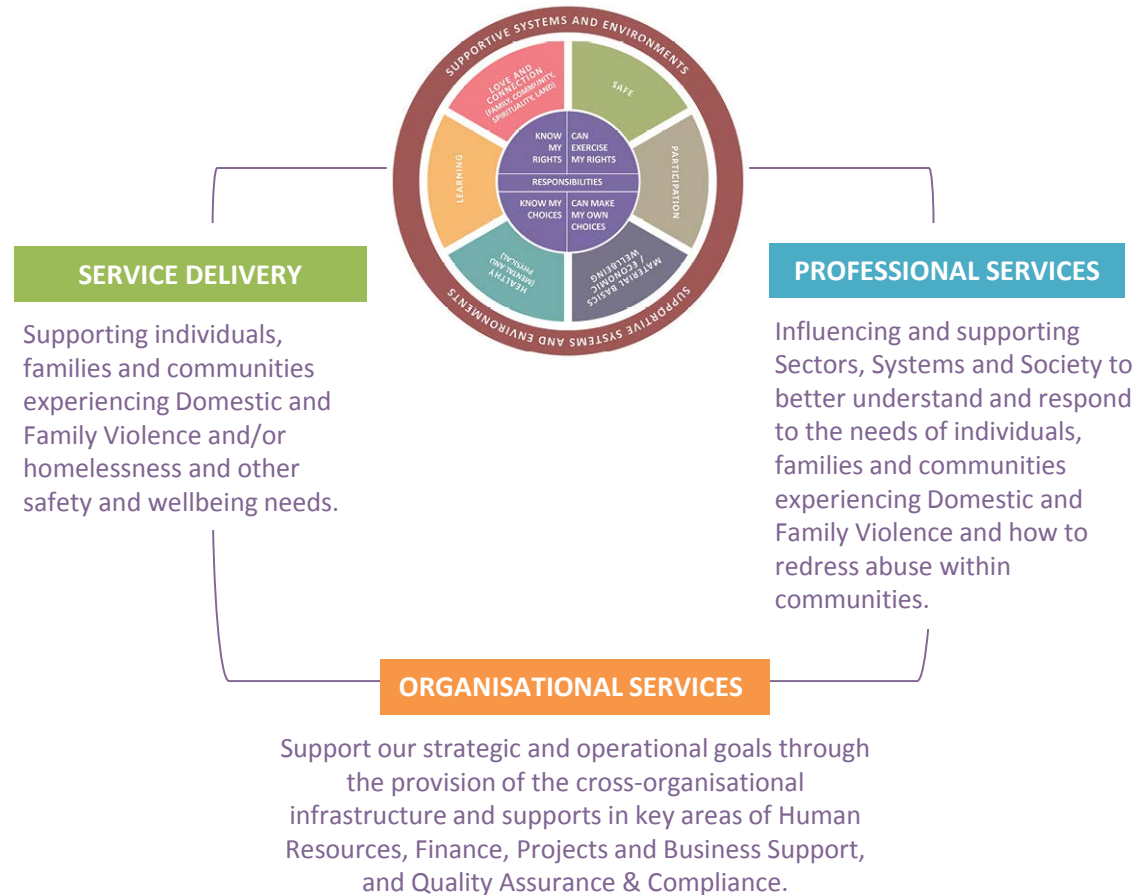 SUPPORTIVE SYSTEMS AND ENVIRONMENTS
LOVE AND
CONNECTION
(FAMILY, COMMUNITY,
SPIRITUALITY, LAND)
SAFE
LEARNING
PARTICIPATION
KNOW
MY
RIGHTS
CAN
EXERCISE
MY RIGHTS
RESPONSIBILITIES
KNOW MY
CHOICES
CAN MAKE
MY OWN
CHOICES
HEALTHY
(MENTAL AND
PHYSICAL)
MATERIAL BASICS
/
ECONOMIC
WELLBEING
SUPPORTIVE SYSTEMS AND ENVIRONMENTS
SERVICE DELIVERY
Supporting individuals,
families and communities
experiencing Domestic and
Family Violence and/or
homelessness and other
safety and wellbeing needs.
PROFESSIONAL SERVICES
Influencing and supporting
Sectors, Systems and Society to
better understand and respond
to the needs of individuals,
families and communities
experiencing Domestic and
Family Violence and how to
redress abuse within
communities.
ORGANISATIONAL SERVICES
Support our strategic and operational goals through
the provision of the cross-organisational
infrastructure and supports in key areas of Human
Resources, Finance, Projects and Business Support,
and Quality Assurance & Compliance.